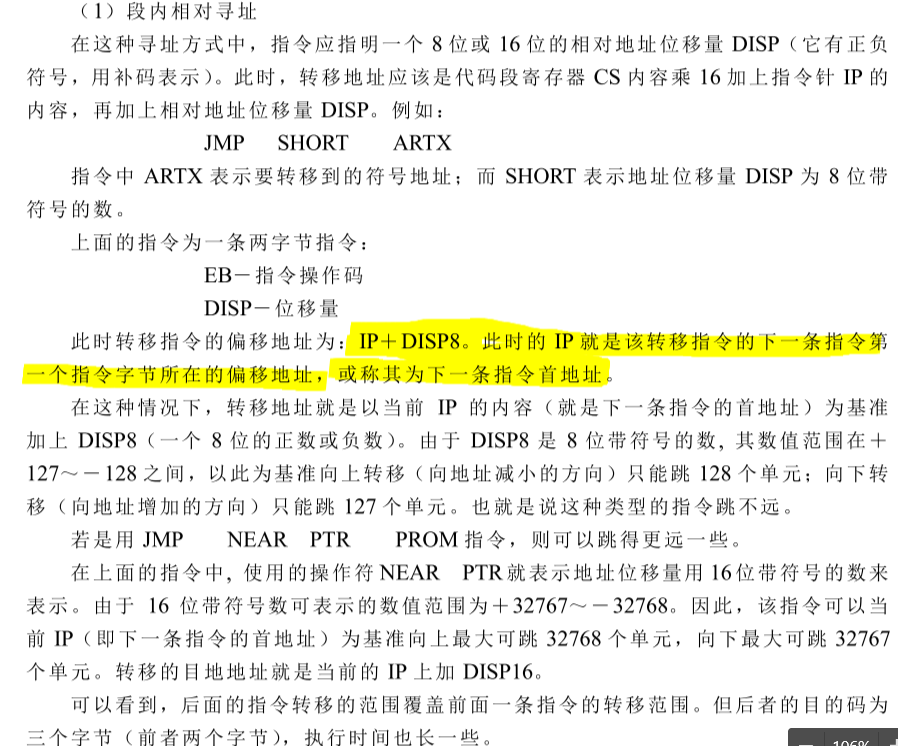 （1）段内相对寻址
在这种寻址方式中，指令应指明一个 8 位或 16 位的相对地址位移量 DISP（它有正负
符号，用补码表示）。此时，转移地址应该是代码段寄存器 CS 内容乘 16 加上指令针 IP 的
内容，再加上相对地址位移量 DISP。例如：
JMP SHORT ARTX
指令中 ARTX 表示要转移到的符号地址；而 SHORT 表示地址位移量 DISP 为 8 位带
符号的数。
上面的指令为一条两字节指令：
EB－指令操作码
DISP－位移量
此时转移指令的偏移地址为：IP＋DISP8。此时的 IP 就是该转移指令的下一条指令第
一个指令字节所在的偏移地址，或称其为下一条指令首地址。
在这种情况下，转移地址就是以当前 IP 的内容（就是下一条指令的首地址）为基准
加上 DISP8（一个 8 位的正数或负数）。由于 DISP8 是 8 位带符号的数, 其数值范围在＋
127～－128 之间，以此为基准向上转移（向地址减小的方向）只能跳 128 个单元；向下转
移（向地址增加的方向）只能跳 127 个单元。也就是说这种类型的指令跳不远。
若是用 JMP NEAR PTR PROM 指令，则可以跳得更远一些。
在上面的指令中, 使用的操作符 NEAR PTR 就表示地址位移量用 16 位带符号的数来
表示。由于 16 位带符号数可表示的数值范围为＋32767～－32768。因此，该指令可以当
前 IP（即下一条指令的首地址）为基准向上最大可跳 32768 个单元，向下最大可跳 32767
个单元。转移的目地地址就是当前的 IP 上加 DISP16。
可以看到，后面的指令转移的范围覆盖前面一条指令的转移范围。但后者的目的码为
三个字节（前者两个字节），执行时间也长一些。